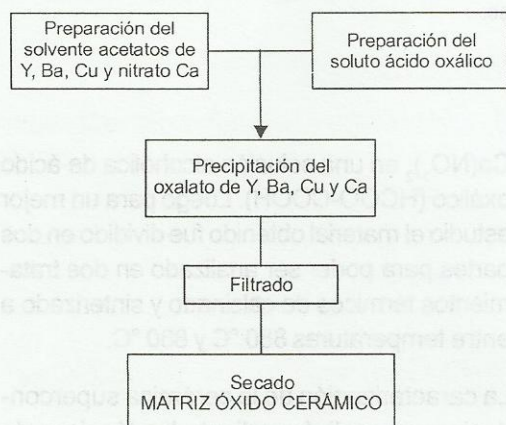 Preparación del
solvente acetatos de
Y, Ba, Cu y nitrato Ca
Preparación del
soluto ácido oxálico
Precipitación del
oxalato de Y, Ba, Cu y Ca
Filtrado
Secado
MATRIZ ÓXIDO CERÁMICO